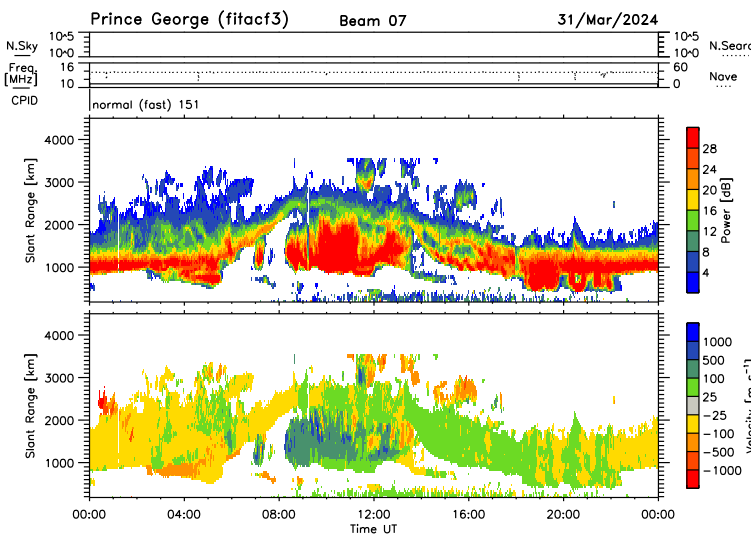 Prince George (fitacf3) Beam 07 31/Mar/2024
N.Sky 10^5 10^0 10^5 10^0 N.Sear
Freq [MHz] 16 10 60 0 Nave
CPID normal (fast) 151
Slant Range [km] 4000 3000 2000 1000
28 24 20 16 12 8 4 Power [dB]
Slant Range [km] 4000 3000 2000 1000
1000 500 100 25 -25 -100 -500 -1000 Velocity [m s⁻¹]
00:00 04:00 08:00 12:00 16:00 20:00 00:00
Time UT